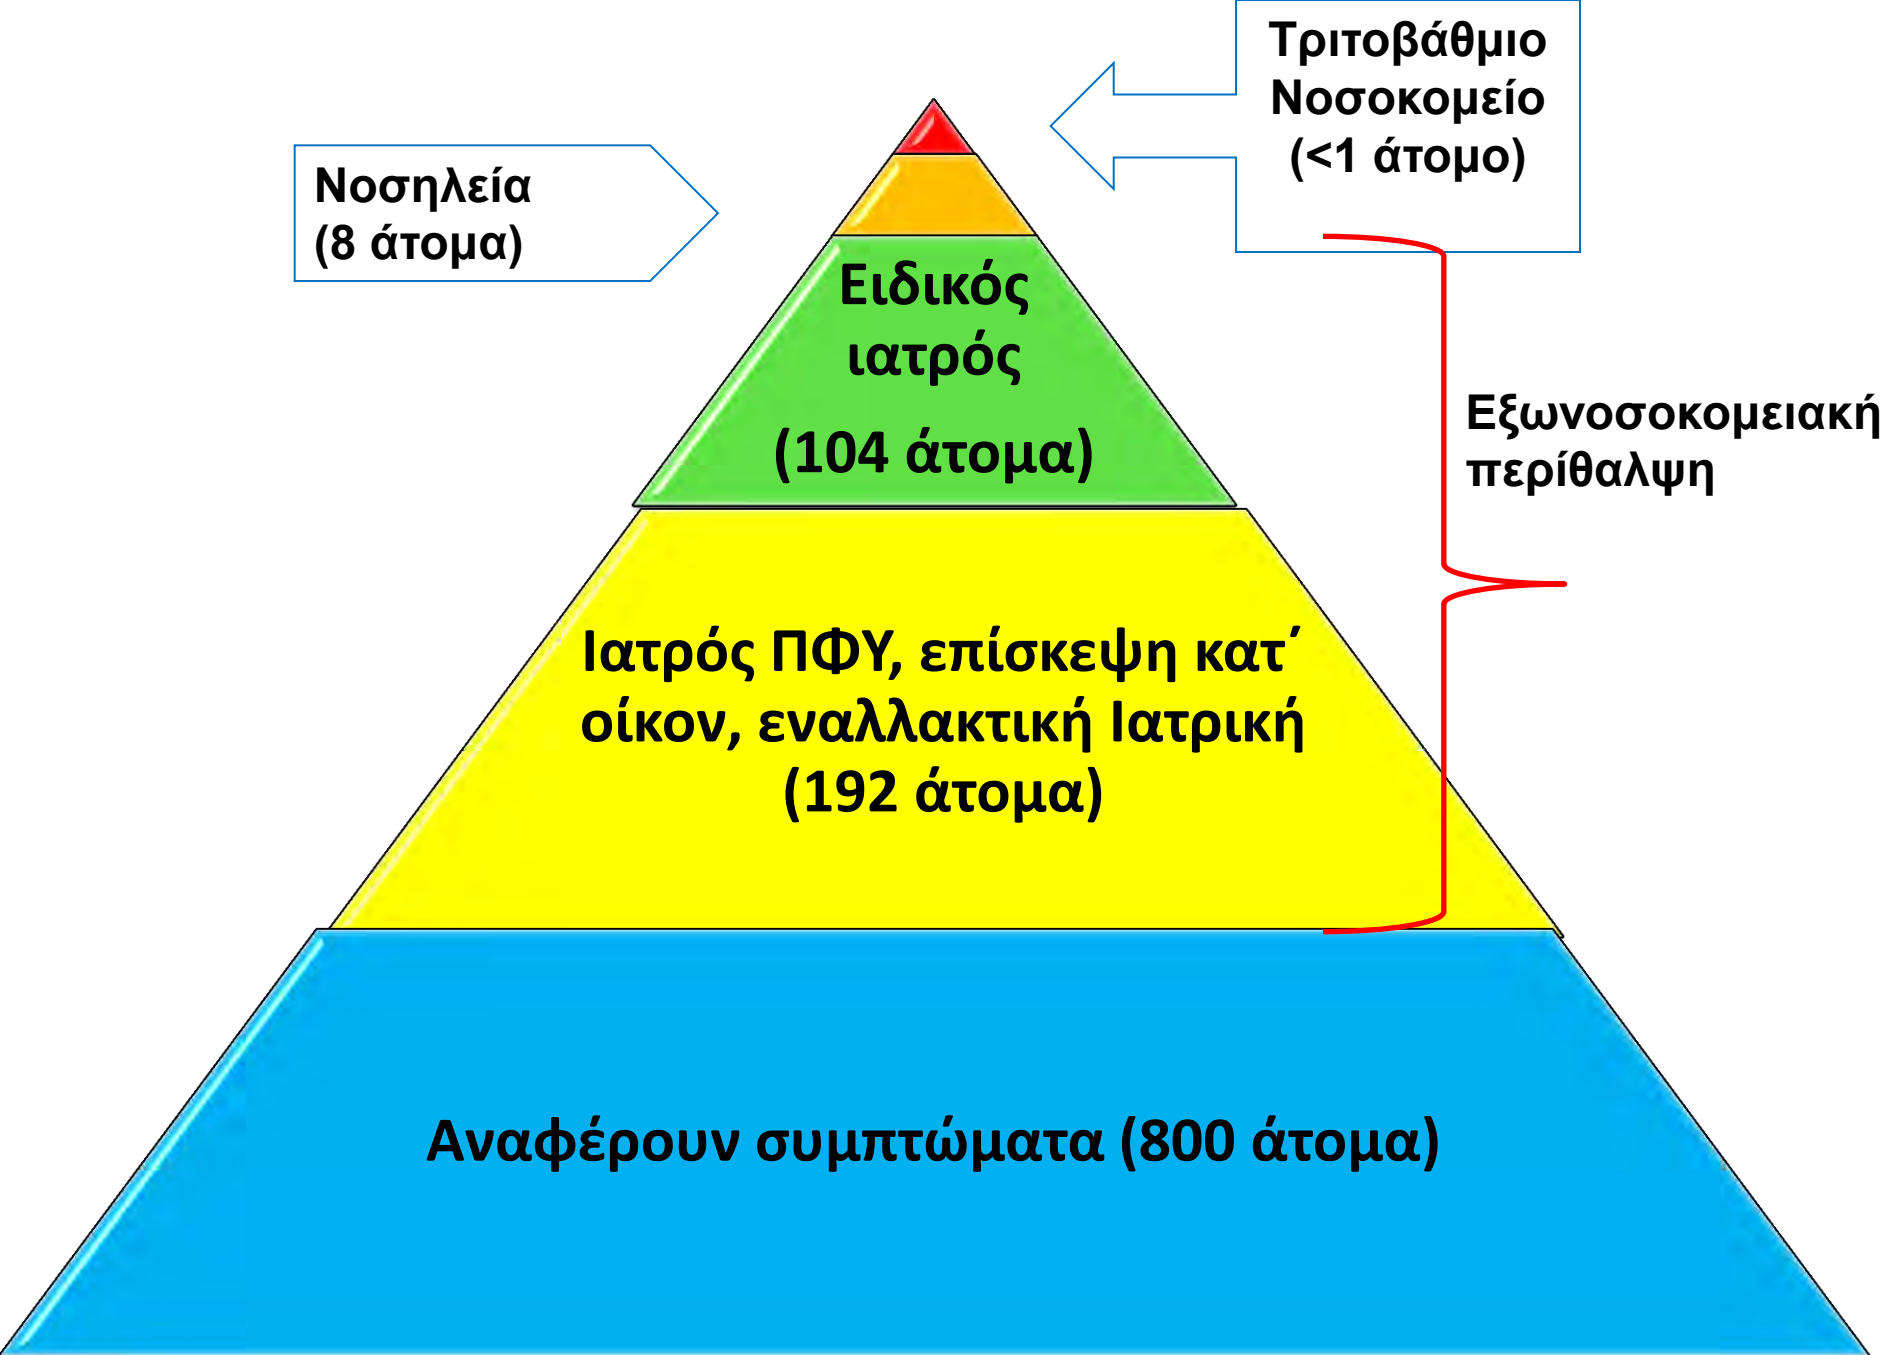 Τριτοβάθμιο
Νοσοκομείο
(<1 άτομο)
Νοσηλεία
(8 άτομα)
Ειδικός
ιατρός
(104 άτομα)
Εξωνοσοκομειακή
περίθαλψη
Ιατρός ΠΦΥ, επίσκεψη κατ΄
οίκον, εναλλακτική Ιατρική
(192 άτομα)
Αναφέρουν συμπτώματα (800 άτομα)